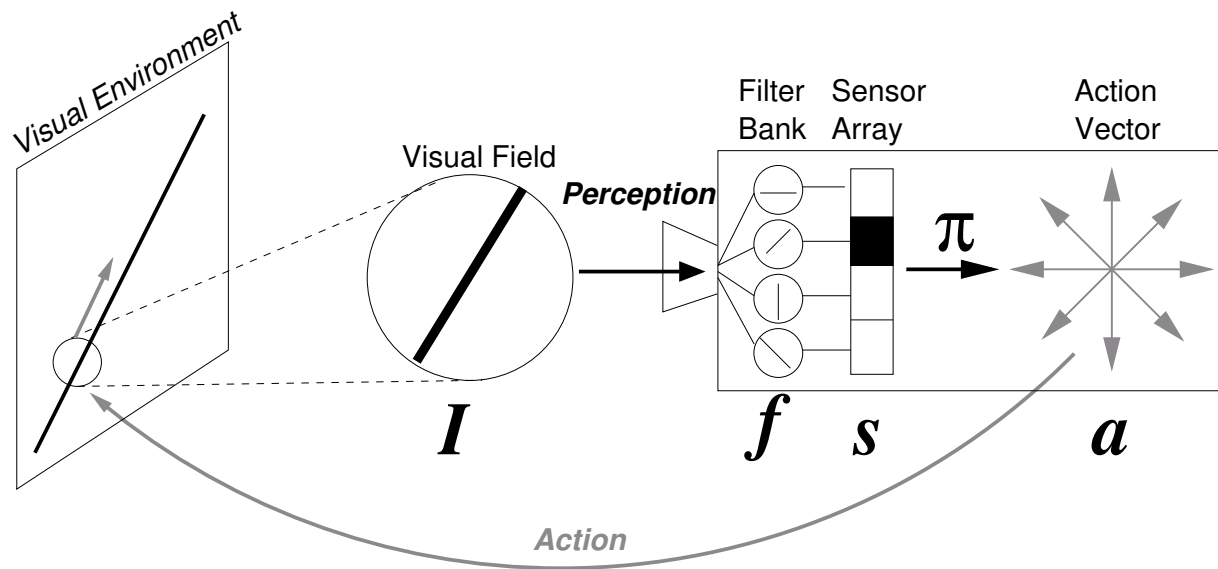 Visual Environment
Visual Field
Perception
Filter
Bank
Sensor
Array
Action
Vector
π
I
f
s
a
Action